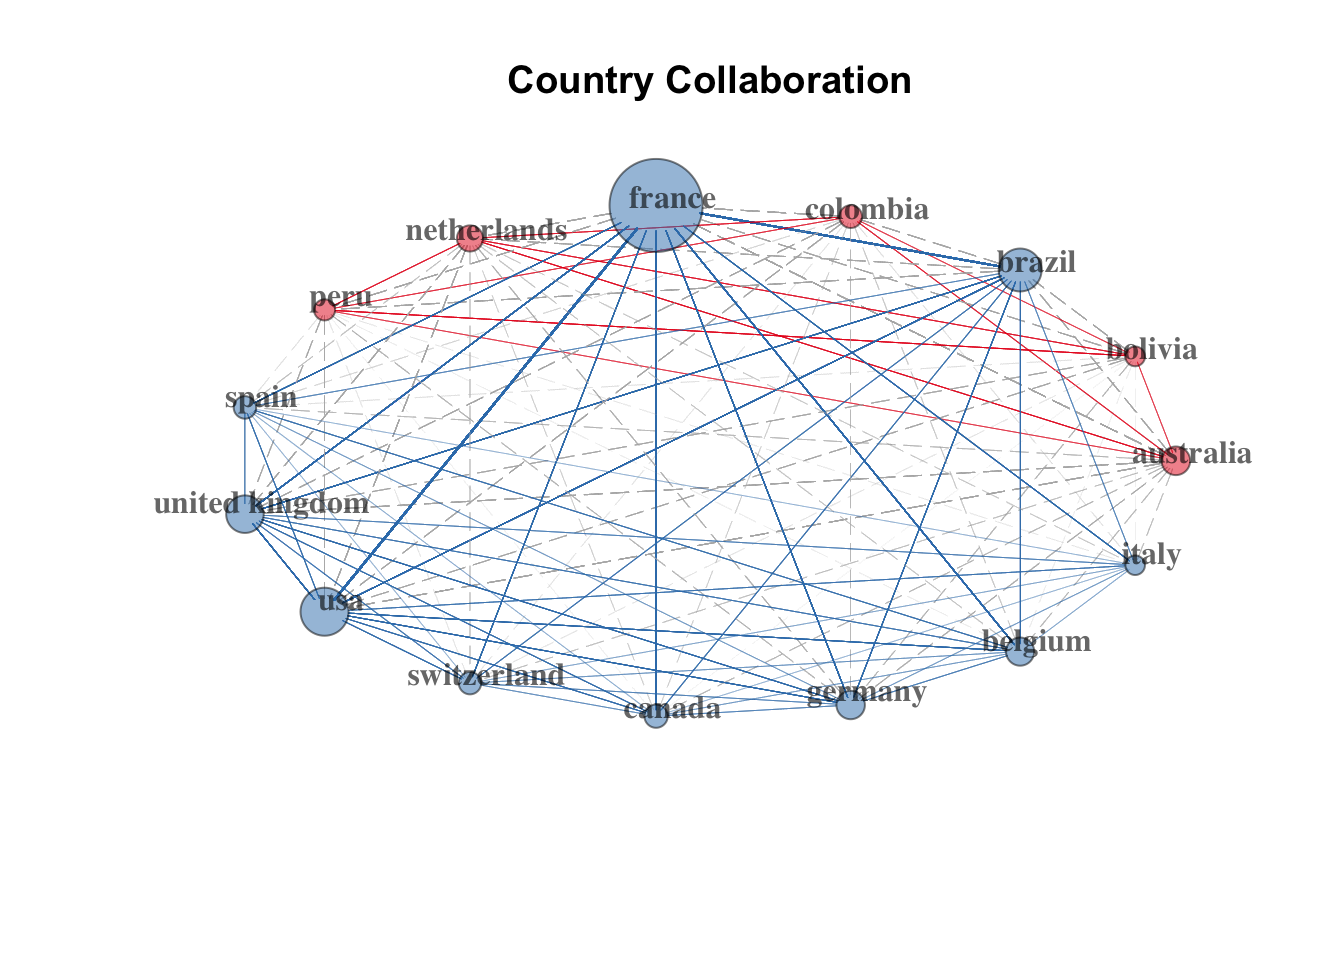 Country Collaboration
france
colombia
netherlands
brazil
peru
bolivia
spain
australia
united kingdom
italy
usa
belgium
switzerland
germany
canada